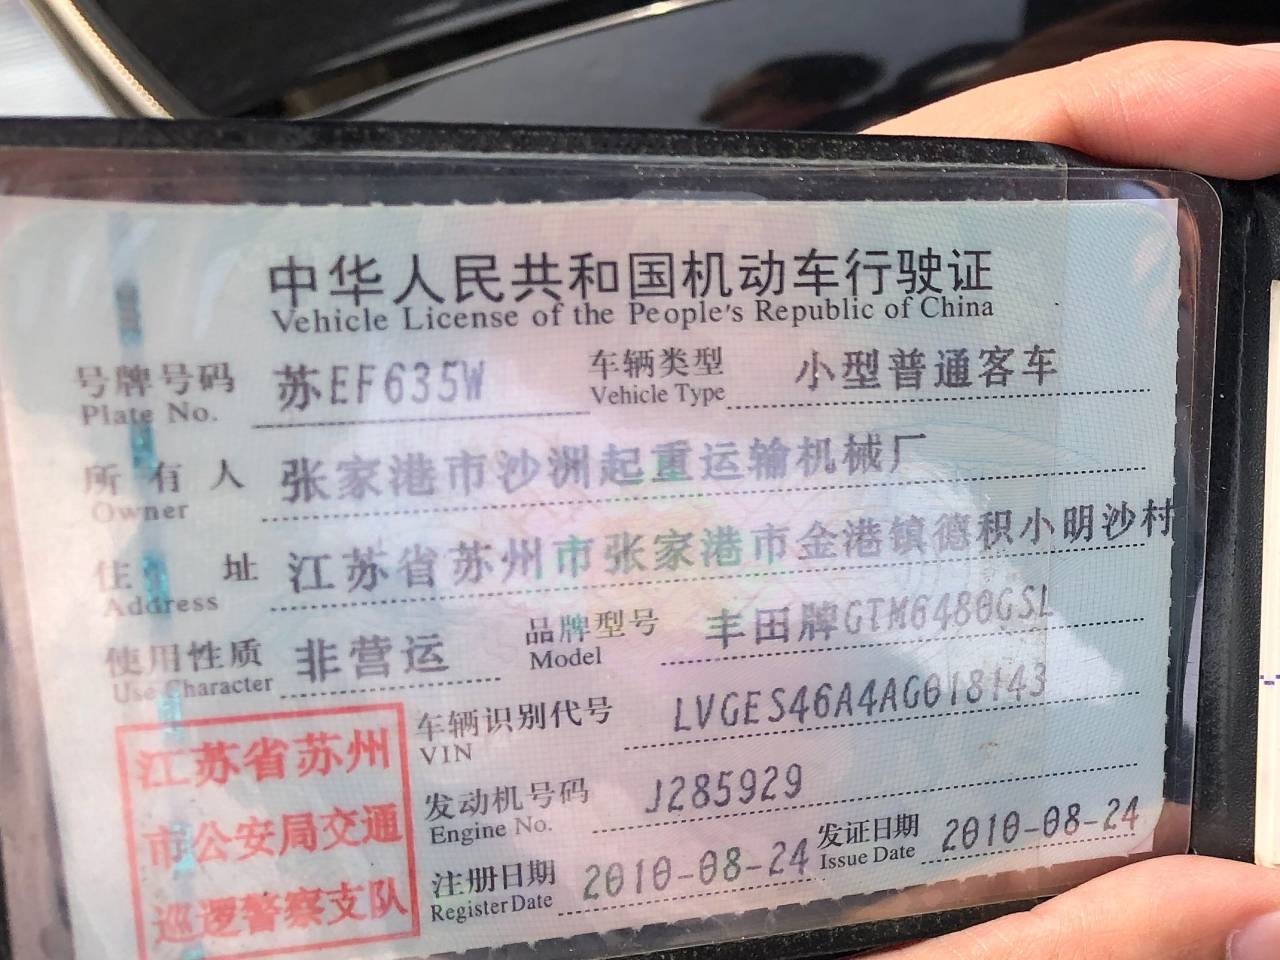 中华人民共和国机动车行驶证
Vehicle License of the People's Republic of China
号牌号码 苏EF635W 车辆类型 小型普通客车
Plate No. Vehicle Type
所有人 张家港市沙洲起重运输机械厂
Owner
住址 江苏省苏州市张家港市金港镇德积小明沙村
Address
使用性质 非营运 品牌型号 丰田牌GTM6480GSL
Use Character Model
车辆识别代号 LVGES46A4AG018143
VIN
发动机号码 J285929
Engine No.
注册日期 2010-08-24 发证日期 2010-08-24
Register Date Issue Date
江苏省苏州
市公安局交通
巡逻警察支队